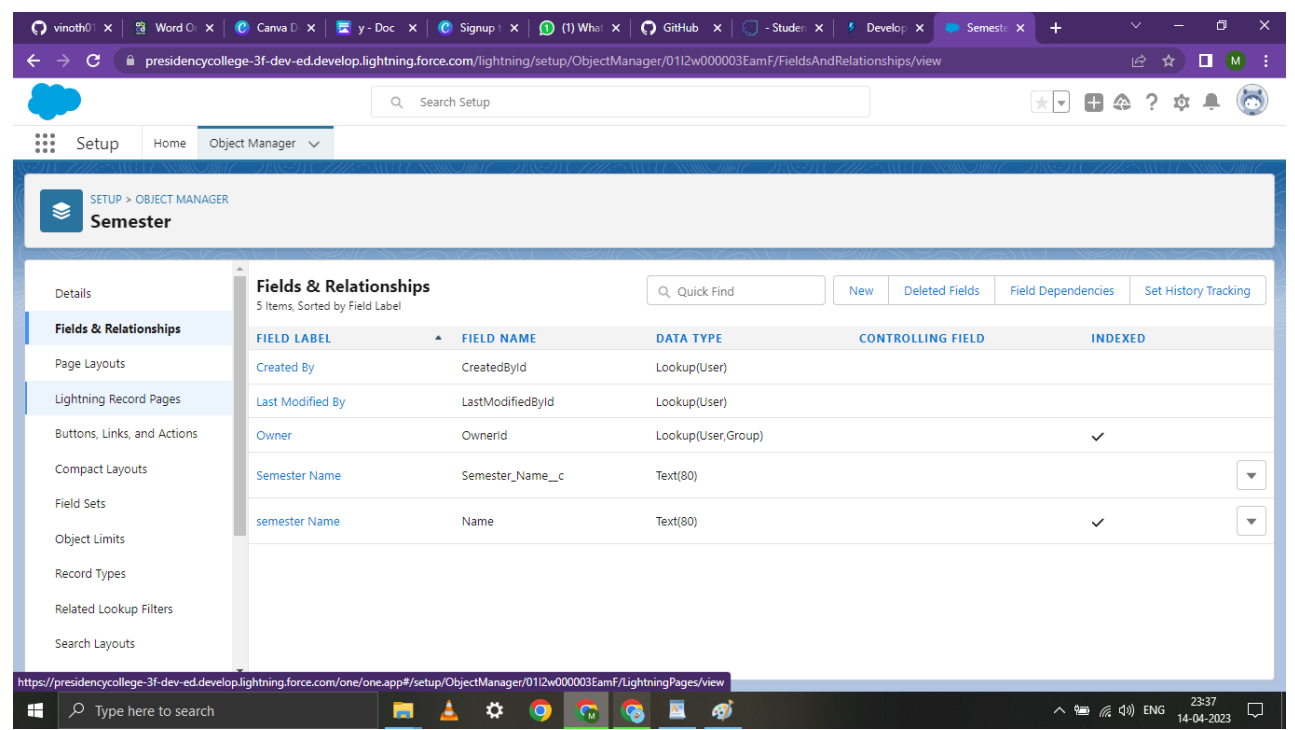 vinoth01 Word Or Canva D y - Doc Signup t (1) What GitHub - Studen Develop Semeste
presidencycollege-3f-dev-ed.develop.lightning.force.com/lightning/setup/ObjectManager/01I2w000003EamF/FieldsAndRelationships/view M
Search Setup
Setup Home Object Manager
SETUP > OBJECT MANAGER
Semester
Details
Fields & Relationships
Page Layouts
Lightning Record Pages
Buttons, Links, and Actions
Compact Layouts
Field Sets
Object Limits
Record Types
Related Lookup Filters
Search Layouts
Fields & Relationships
5 Items, Sorted by Field Label
Quick Find New Deleted Fields Field Dependencies Set History Tracking
FIELD LABEL FIELD NAME DATA TYPE CONTROLLING FIELD INDEXED
Created By CreatedById Lookup(User)
Last Modified By LastModifiedById Lookup(User)
Owner OwnerId Lookup(User,Group)
Semester Name Semester_Name__c Text(80)
semester Name Name Text(80)
https://presidencycollege-3f-dev-ed.develop.lightning.force.com/one/one.app#/setup/ObjectManager/01I2w000003EamF/LightningPages/view
Type here to search ENG 23:37
14-04-2023